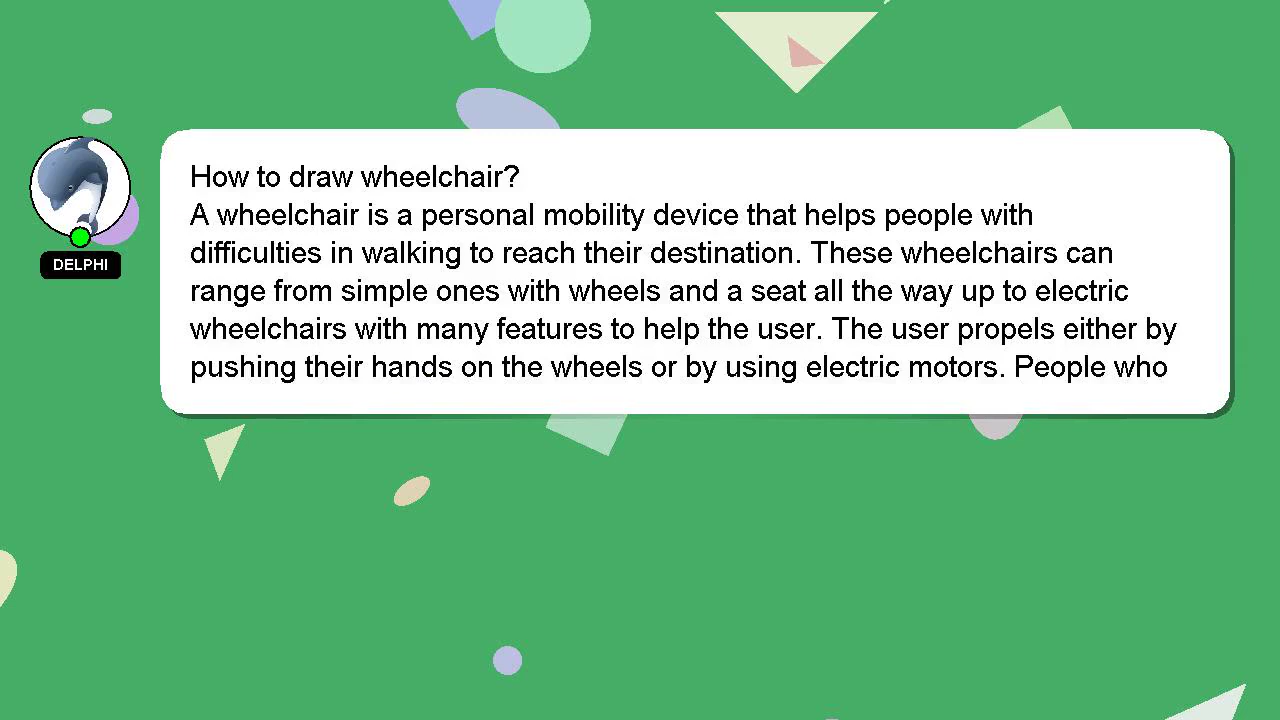 How to draw wheelchair?
A wheelchair is a personal mobility device that helps people with
difficulties in walking to reach their destination. These wheelchairs can
range from simple ones with wheels and a seat all the way up to electric
wheelchairs with many features to help the user. The user propels either by
pushing their hands on the wheels or by using electric motors. People who
DELPHI